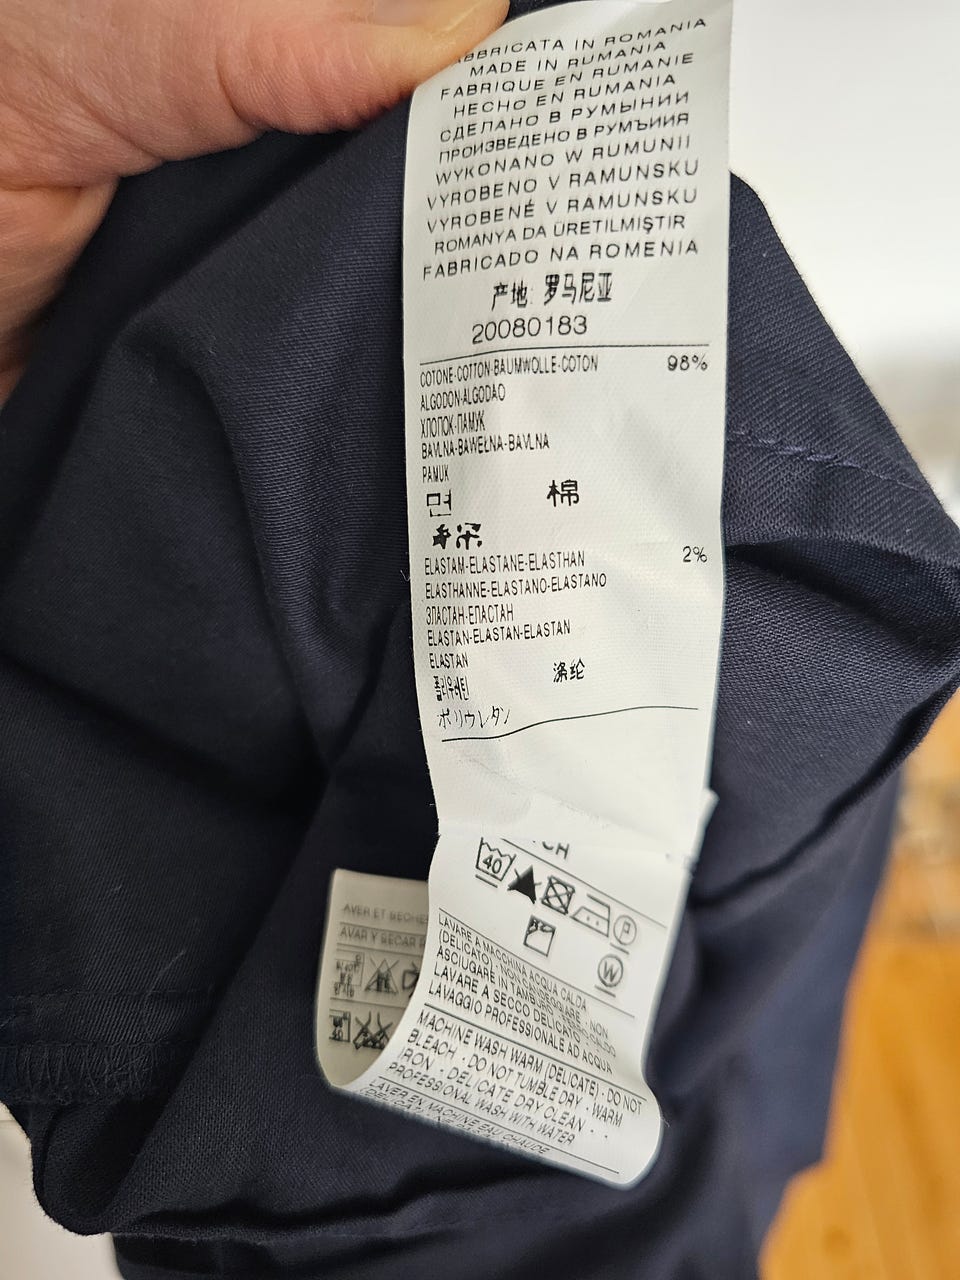 FABBRICATA IN ROMANIA
MADE IN RUMANIA
FABRIQUE EN RUMANIE
HECHO EN RUMANIA
СДЕЛАНО В РУМЫНИИ
ПРОИЗВЕДЕНО В РУМЪНИЯ
WYKONANO W RUMUNII
VYROBENO V RAMUNSKU
VYROBENÉ V RAMUNSKU
ROMANYA DA ÜRETILMIŞTIR
FABRICADO NA ROMENIA
产地: 罗马尼亚
20080183
COTONE-COTTON-BAUMWOLLE-COTON 98%
ALGODON-ALGODAO
ХЛОПОК-ПАМУК
BAVLNA-BAWEŁNA-BAVLNA
PAMUK
면 棉
ELASTAM-ELASTANE-ELASTHAN 2%
ELASTHANNE-ELASTANO-ELASTANO
ЭЛАСТАН-ЕЛАСТАН
ELASTAN-ELASTAN-ELASTAN
ELASTAN
폴리우레탄 涤纶
ポリウレタン
CH
40
P
W
LAVARE A MACCHINA ACQUA CALDA
(DELICATO) · NON CANDEGGIARE · NON
ASCIUGARE IN TAMBURO
LAVARE A SECCO DELICATO
LAVAGGIO PROFESSIONALE AD ACQUA
MACHINE WASH WARM (DELICATE) · DO NOT
BLEACH · DO NOT TUMBLE DRY · WARM
IRON · DELICATE DRY CLEAN · ·
PROFESSIONAL WASH WITH WATER
LAVER EN MACHINE EAU CHAUDE
AVER ET SECHE
AVAR Y SECAR